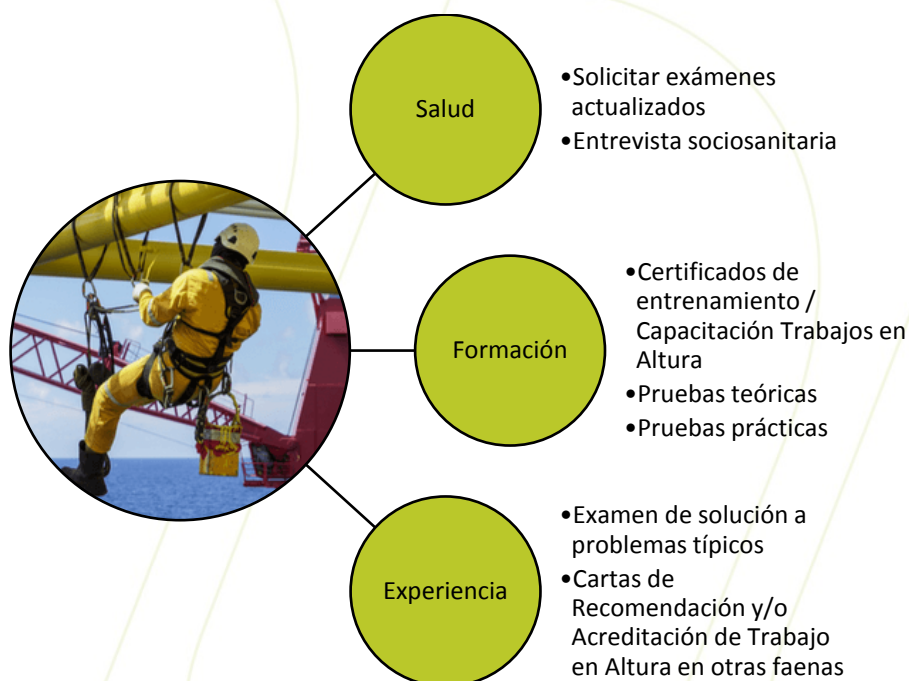 Salud
•Solicitar exámenes
actualizados
•Entrevista sociosanitaria
Formación
•Certificados de
entrenamiento /
Capacitación Trabajos en
Altura
•Pruebas teóricas
•Pruebas prácticas
Experiencia
•Examen de solución a
problemas típicos
•Cartas de
Recomendación y/o
Acreditación de Trabajo
en Altura en otras faenas